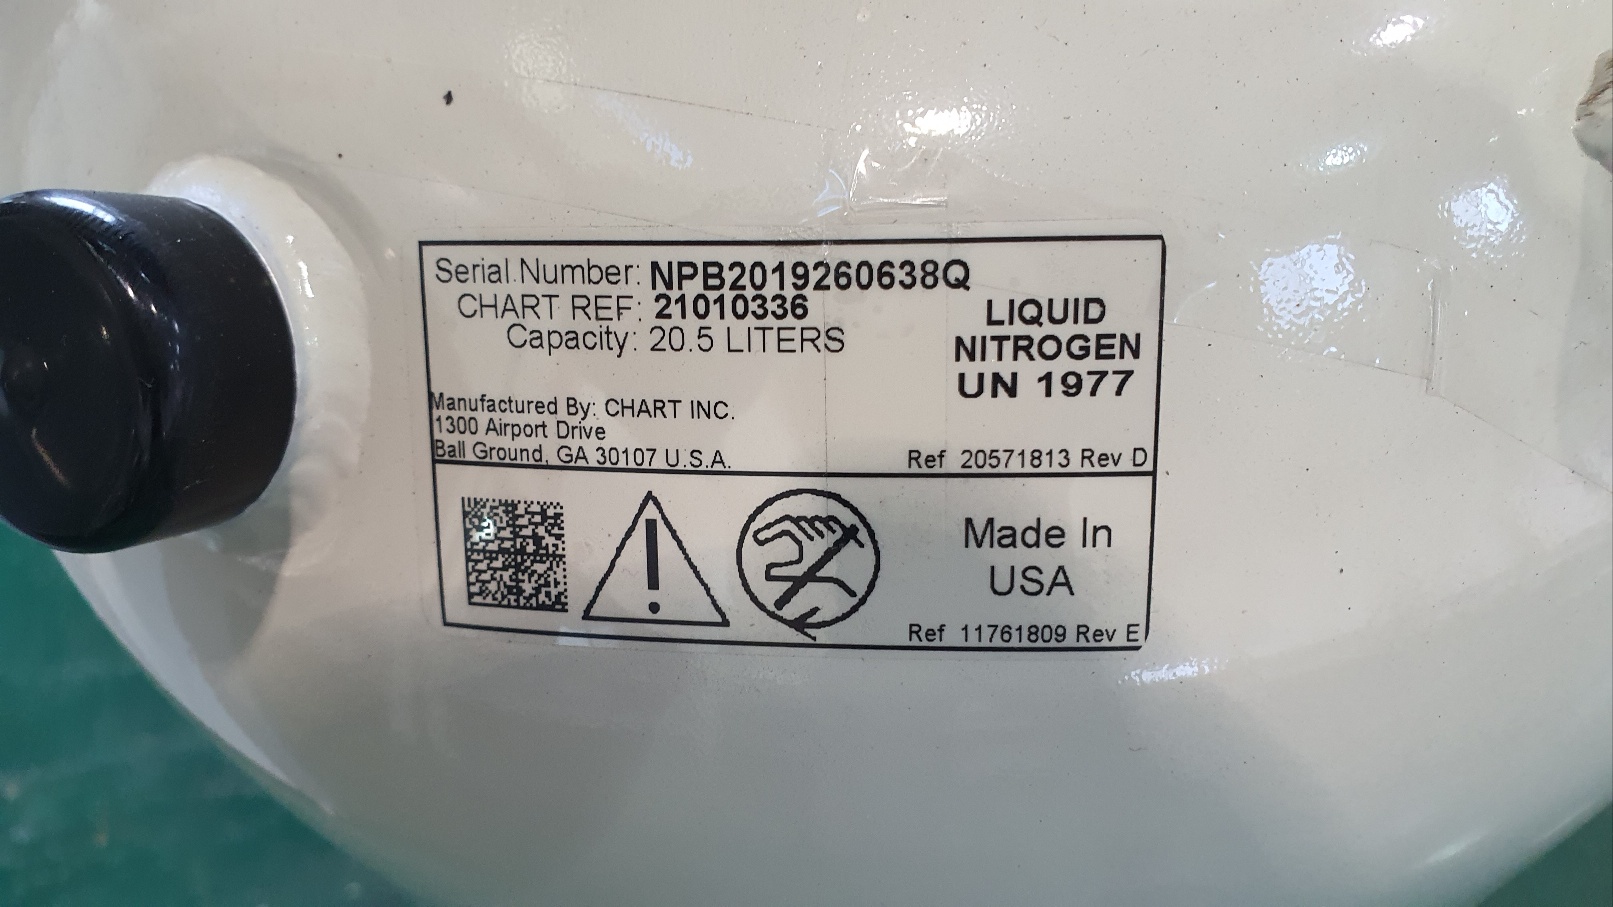 Serial Number: NPB2019260638Q
CHART REF: 21010336
Capacity: 20.5 LITERS
LIQUID
NITROGEN
UN 1977
Manufactured By: CHART INC.
1300 Airport Drive
Ball Ground, GA 30107 U.S.A.
Ref 20571813 Rev D
Made In
USA
Ref 11761809 Rev E